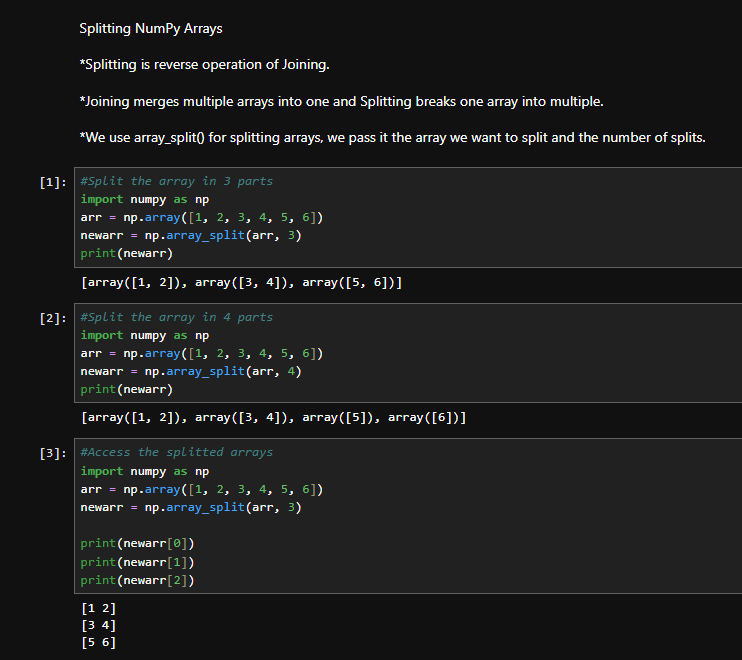 Splitting NumPy Arrays
*Splitting is reverse operation of Joining.
*Joining merges multiple arrays into one and Splitting breaks one array into multiple.
*We use array_split() for splitting arrays, we pass it the array we want to split and the number of splits.
[1]:
#Split the array in 3 parts
import numpy as np
arr = np.array([1, 2, 3, 4, 5, 6])
newarr = np.array_split(arr, 3)
print(newarr)
[array([1, 2]), array([3, 4]), array([5, 6])]
[2]:
#Split the array in 4 parts
import numpy as np
arr = np.array([1, 2, 3, 4, 5, 6])
newarr = np.array_split(arr, 4)
print(newarr)
[array([1, 2]), array([3, 4]), array([5]), array([6])]
[3]:
#Access the splitted arrays
import numpy as np
arr = np.array([1, 2, 3, 4, 5, 6])
newarr = np.array_split(arr, 3)
print(newarr[0])
print(newarr[1])
print(newarr[2])
[1 2]
[3 4]
[5 6]